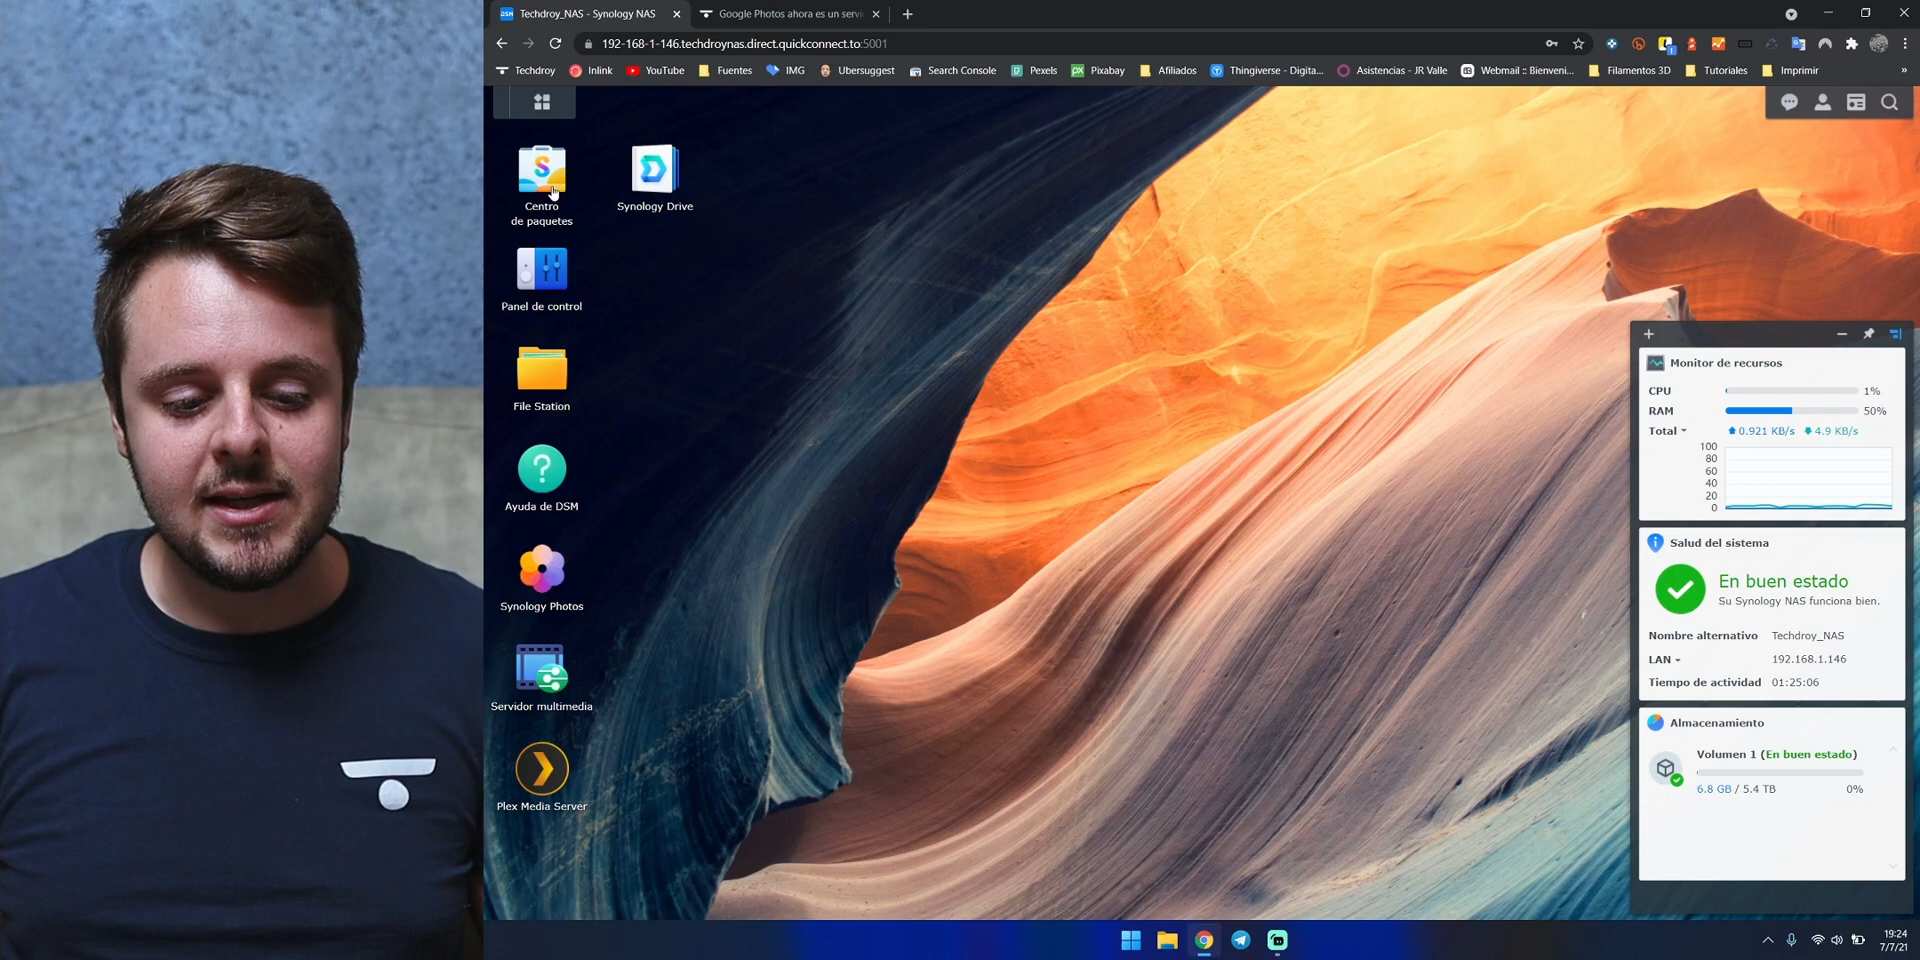 DSM Techdroy_NAS - Synology NAS
Google Photos ahora es un servi
192-168-1-146.techdroynas.direct.quickconnect.to:5001
Techdroy
Inlink
YouTube
Fuentes
IMG
Ubersuggest
Search Console
Pexels
Pixabay
Afiliados
Thingiverse - Digita...
Asistencias - JR Valle
Webmail :: Bienveni...
Filamentos 3D
Tutoriales
Imprimir
Centro
de paquetes
Synology Drive
Panel de control
File Station
Ayuda de DSM
Synology Photos
Servidor multimedia
Plex Media Server
Monitor de recursos
CPU 1%
RAM 50%
Total 0.921 KB/s 4.9 KB/s
100
80
60
40
20
0
Salud del sistema
En buen estado
Su Synology NAS funciona bien.
Nombre alternativo Techdroy_NAS
LAN 192.168.1.146
Tiempo de actividad 01:25:06
Almacenamiento
Volumen 1 (En buen estado)
6.8 GB / 5.4 TB 0%
19:24
7/7/21